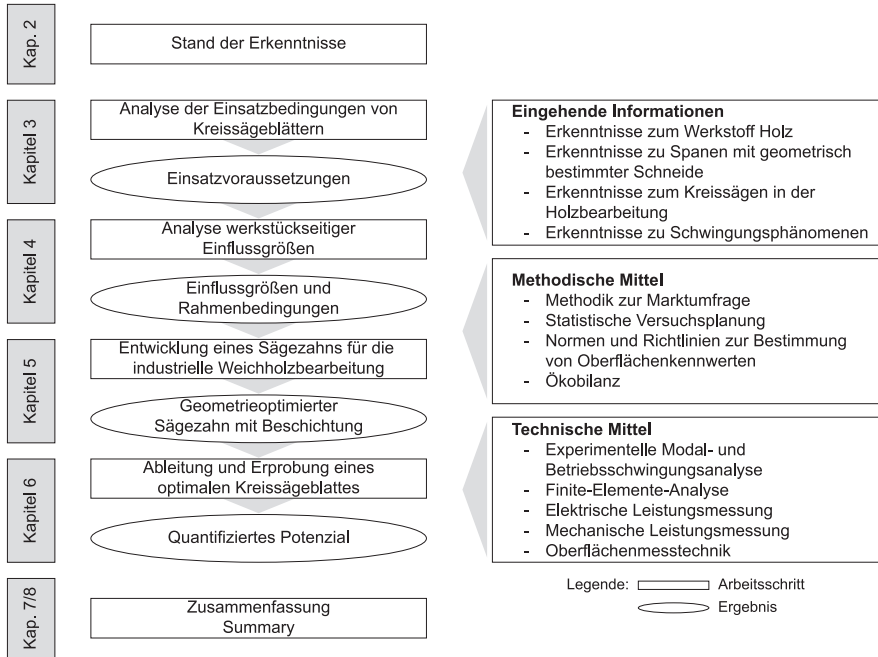 Kap. 2
Stand der Erkenntnisse
Kapitel 3
Analyse der Einsatzbedingungen von
Kreissägeblättern
Einsatzvoraussetzungen
Kapitel 4
Analyse werkstückseitiger
Einflussgrößen
Einflussgrößen und
Rahmenbedingungen
Kapitel 5
Entwicklung eines Sägezahns für die
industrielle Weichholzbearbeitung
Geometrieoptimierter
Sägezahn mit Beschichtung
Kapitel 6
Ableitung und Erprobung eines
optimalen Kreissägeblattes
Quantifiziertes Potenzial
Kap. 7/8
Zusammenfassung
Summary
Eingehende Informationen
- Erkenntnisse zum Werkstoff Holz
- Erkenntnisse zu Spanen mit geometrisch
bestimmter Schneide
- Erkenntnisse zum Kreissägen in der
Holzbearbeitung
- Erkenntnisse zu Schwingungsphänomenen
Methodische Mittel
- Methodik zur Marktumfrage
- Statistische Versuchsplanung
- Normen und Richtlinien zur Bestimmung
von Oberflächenkennwerten
- Ökobilanz
Technische Mittel
- Experimentelle Modal- und
Betriebsschwingungsanalyse
- Finite-Elemente-Analyse
- Elektrische Leistungsmessung
- Mechanische Leistungsmessung
- Oberflächenmesstechnik
Legende: Arbeitsschritt
Ergebnis